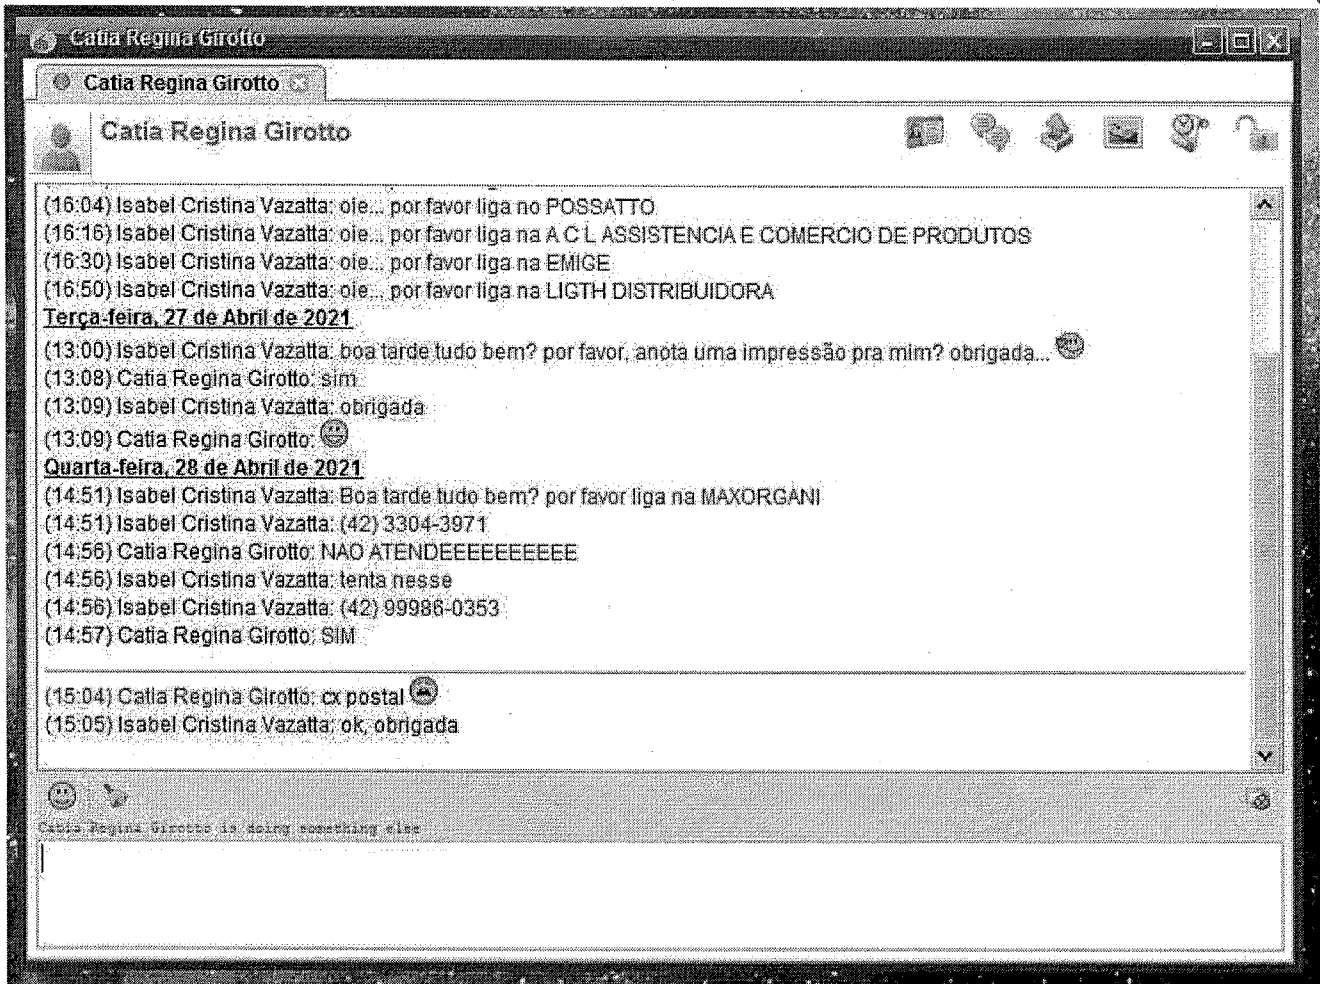 Catia Regina Girotto
Catia Regina Girotto
Catia Regina Girotto
(16:04) Isabel Cristina Vazatta: oie... por favor liga no POSSATTO
(16:16) Isabel Cristina Vazatta: oie... por favor liga na A C L ASSISTENCIA E COMERCIO DE PRODUTOS
(16:30) Isabel Cristina Vazatta: oie... por favor liga na EMIGE
(16:50) Isabel Cristina Vazatta: oie... por favor liga na LIGTH DISTRIBUIDORA
Terça-feira, 27 de Abril de 2021
(13:00) Isabel Cristina Vazatta: boa tarde tudo bem? por favor, anota uma impressão pra mim? obrigada...
(13:08) Catia Regina Girotto: sim
(13:09) Isabel Cristina Vazatta: obrigada
(13:09) Catia Regina Girotto:
Quarta-feira, 28 de Abril de 2021
(14:51) Isabel Cristina Vazatta: Boa tarde tudo bem? por favor liga na MAXORGANI
(14:51) Isabel Cristina Vazatta: (42) 3304-3971
(14:56) Catia Regina Girotto: NAO ATENDEEEEEEEEEE
(14:56) Isabel Cristina Vazatta: tenta nesse
(14:56) Isabel Cristina Vazatta: (42) 99986-0353
(14:57) Catia Regina Girotto: SIM
(15:04) Catia Regina Girotto: cx postal
(15:05) Isabel Cristina Vazatta: ok, obrigada
Catia Regina Girotto is doing something else